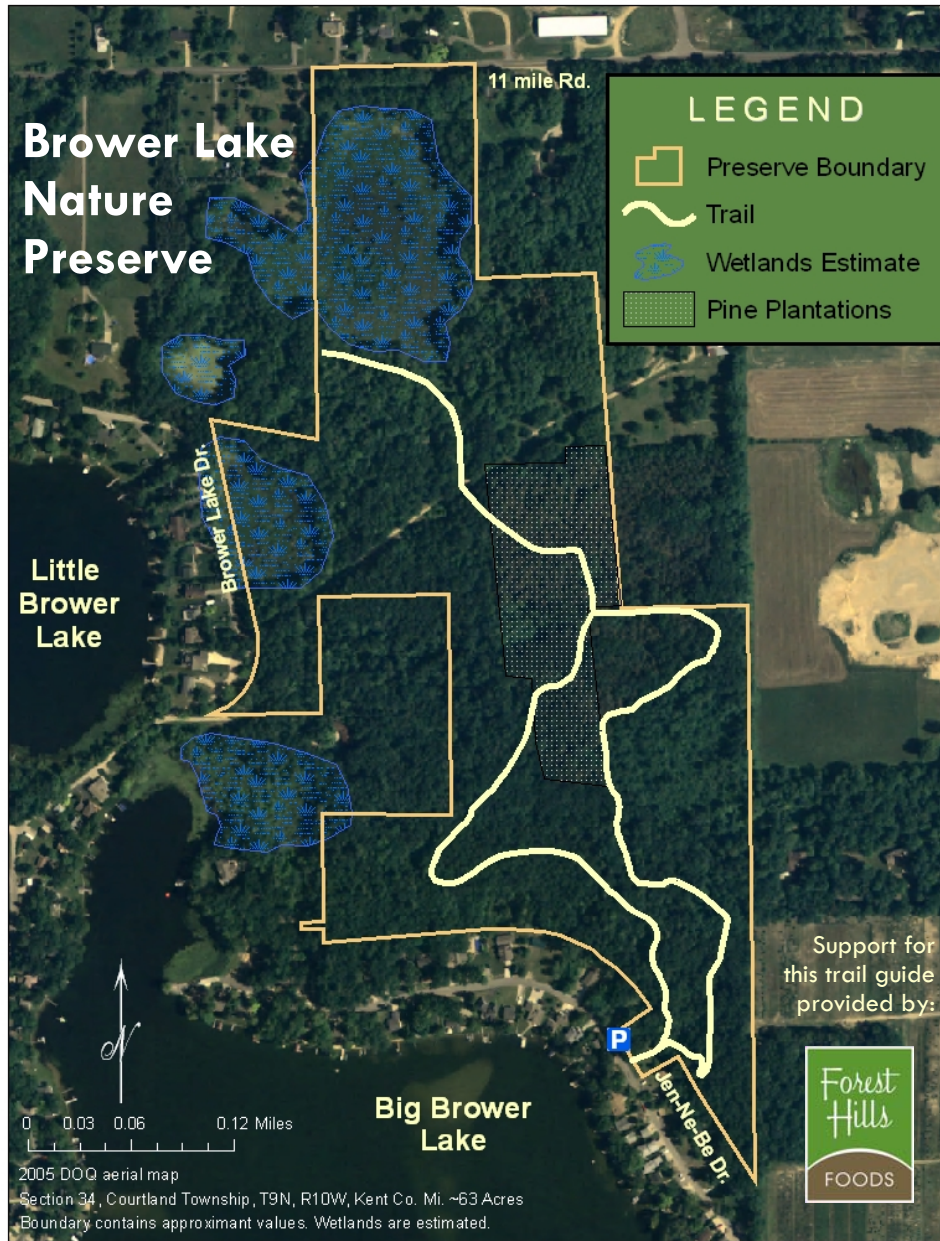 11 mile Rd.
Brower Lake
Nature
Preserve
LEGEND
Preserve Boundary
Trail
Wetlands Estimate
Pine Plantations
Brower Lake Dr.
Little
Brower
Lake
Support for
this trail guide
provided by:
P
N
Jen-Ne-Be Dr.
Big Brower
Lake
Forest
Hills
FOODS
0 0.03 0.06 0.12 Miles
2005 DOQ aerial map
Section 34, Courtland Township, T9N, R10W, Kent Co. Mi. ~63 Acres
Boundary contains approximant values. Wetlands are estimated.